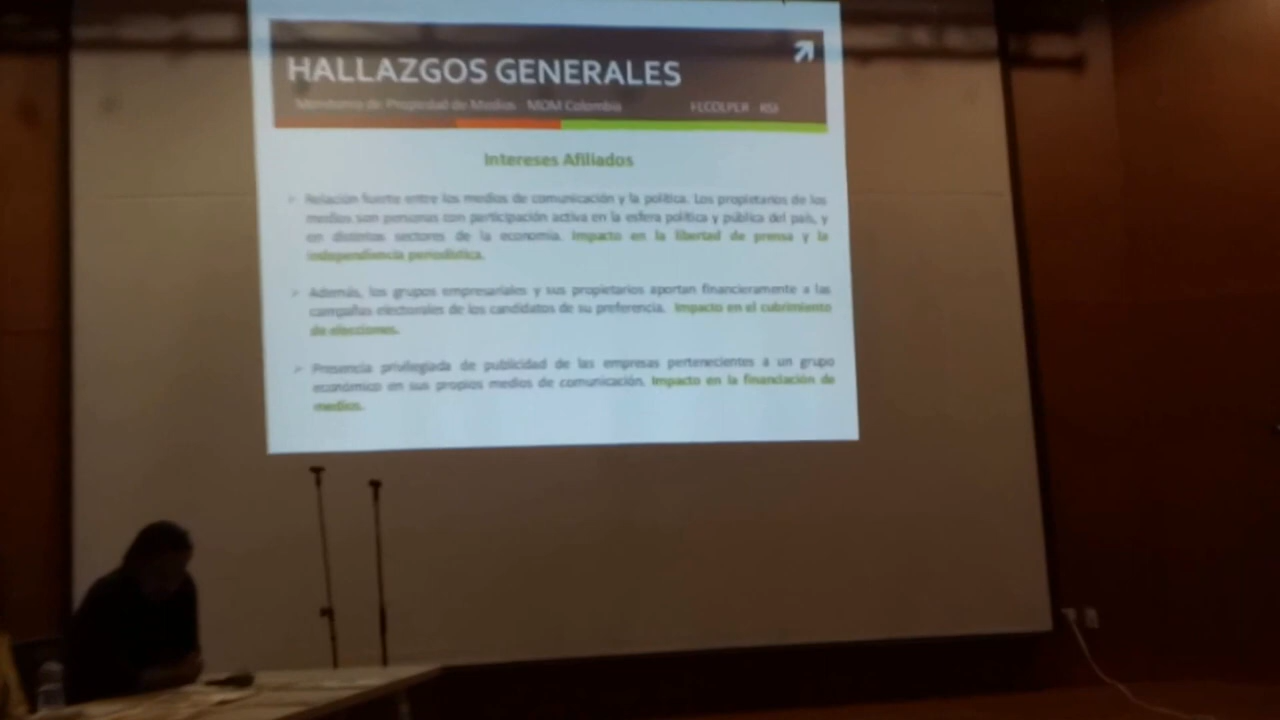 HALLAZGOS GENERALES
Monitoreo de Propiedad de Medios MOM Colombia FECOLPER RSF
Intereses Afiliados
Relación fuerte entre los medios de comunicación y la política. Los propietarios de los
medios son personas con participación activa en la esfera política y pública del país, y
en distintos sectores de la economía. Impacto en la libertad de prensa y la
independencia periodística.
Además, los grupos empresariales y sus propietarios aportan financieramente a las
campañas electorales de los candidatos de su preferencia. Impacto en el cubrimiento
de elecciones.
Presencia privilegiada de publicidad de las empresas pertenecientes a un grupo
económico en sus propios medios de comunicación. Impacto en la financiación de
medios.